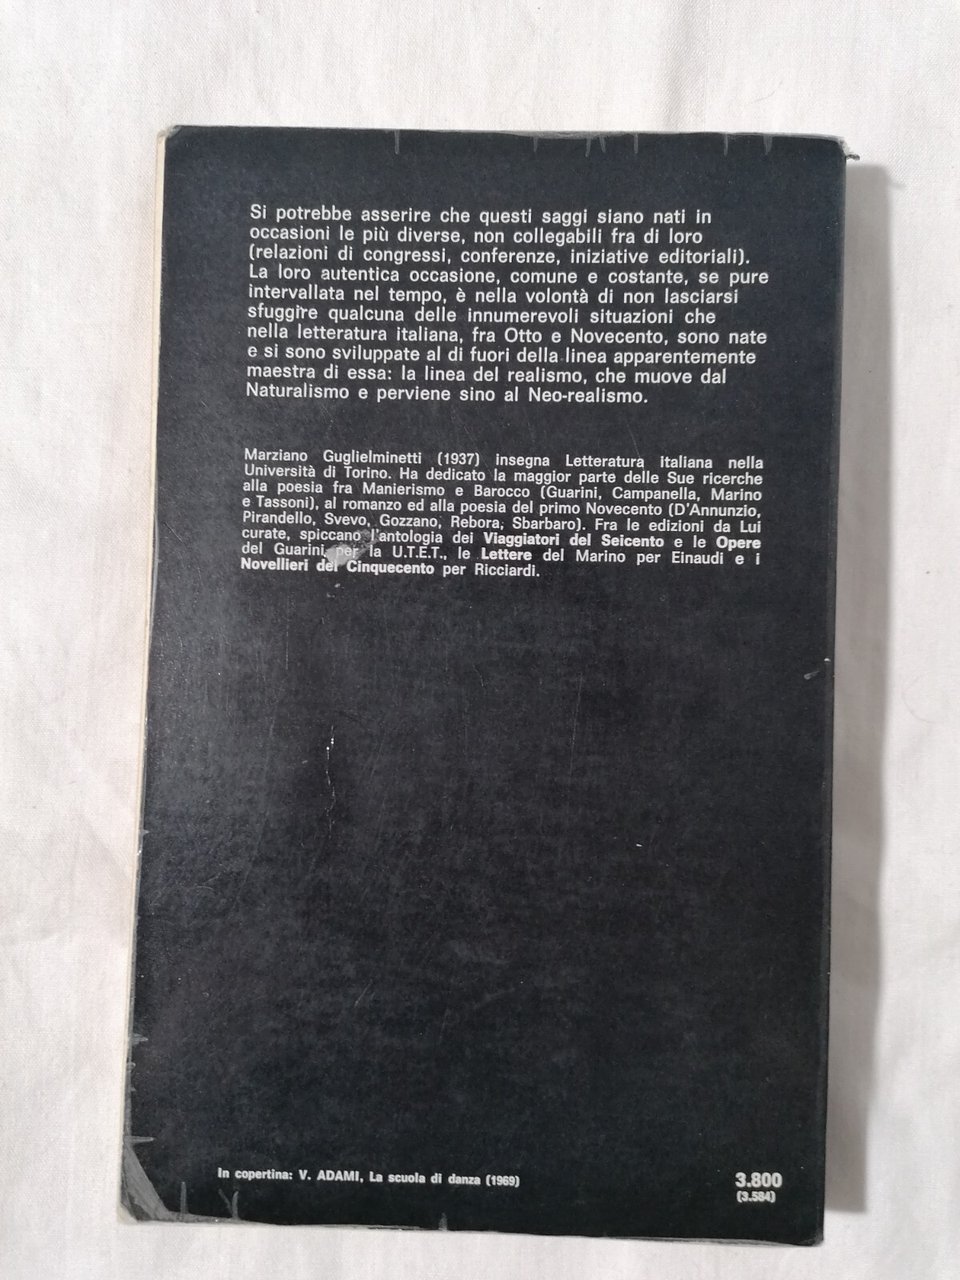 Si potrebbe asserire che questi saggi siano nati in
occasioni le più diverse, non collegabili fra di loro
(relazioni di congressi, conferenze, iniziative editoriali).
La loro autentica occasione, comune e costante, se pure
intervallata nel tempo, è nella volontà di non lasciarsi
sfuggire qualcuna delle innumerevoli situazioni che
nella letteratura italiana, fra Otto e Novecento, sono nate
e si sono sviluppate al di fuori della linea apparentemente
maestra di essa: la linea del realismo, che muove dal
Naturalismo e perviene sino al Neo-realismo.
Marziano Guglielminetti (1937) insegna Letteratura italiana nella
Università di Torino. Ha dedicato la maggior parte delle Sue ricerche
alla poesia fra Manierismo e Barocco (Guarini, Campanella, Marino
e Tassoni), al romanzo ed alla poesia del primo Novecento (D'Annunzio,
Pirandello, Svevo, Gozzano, Rebora, Sbarbaro). Fra le edizioni da Lui
curate, spiccano l'antologia dei Viaggiatori del Seicento e le Opere
del Guarini, per la U.T.E.T., le Lettere del Marino per Einaudi e i
Novellieri del Cinquecento per Ricciardi.
In copertina: V. ADAMI, La scuola di danza (1969)
3.800
(3.584)